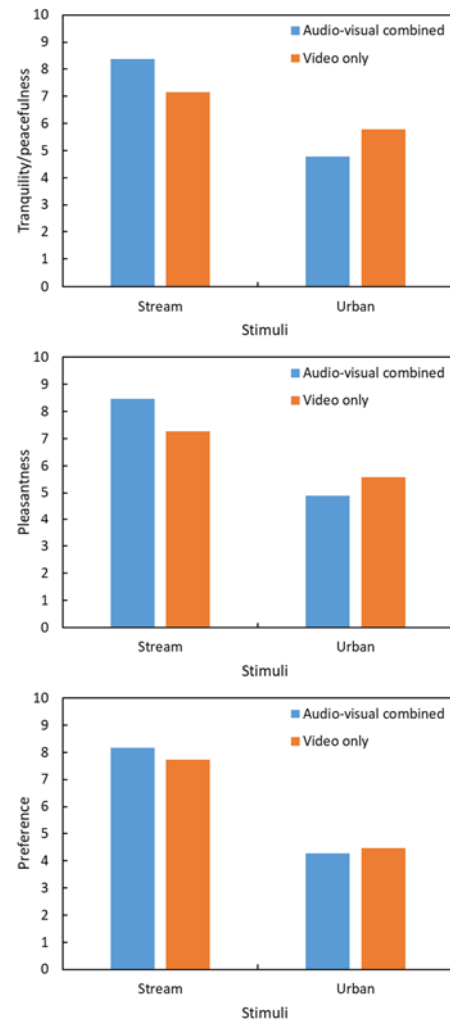 10
9
8
7
6
5
4
3
2
1
0
Tranquility/peacefulness
Audio-visual combined
Video only
Stream Urban
Stimuli
10
9
8
7
6
5
4
3
2
1
0
Pleasantness
Audio-visual combined
Video only
Stream Urban
Stimuli
10
9
8
7
6
5
4
3
2
1
0
Preference
Audio-visual combined
Video only
Stream Urban
Stimuli